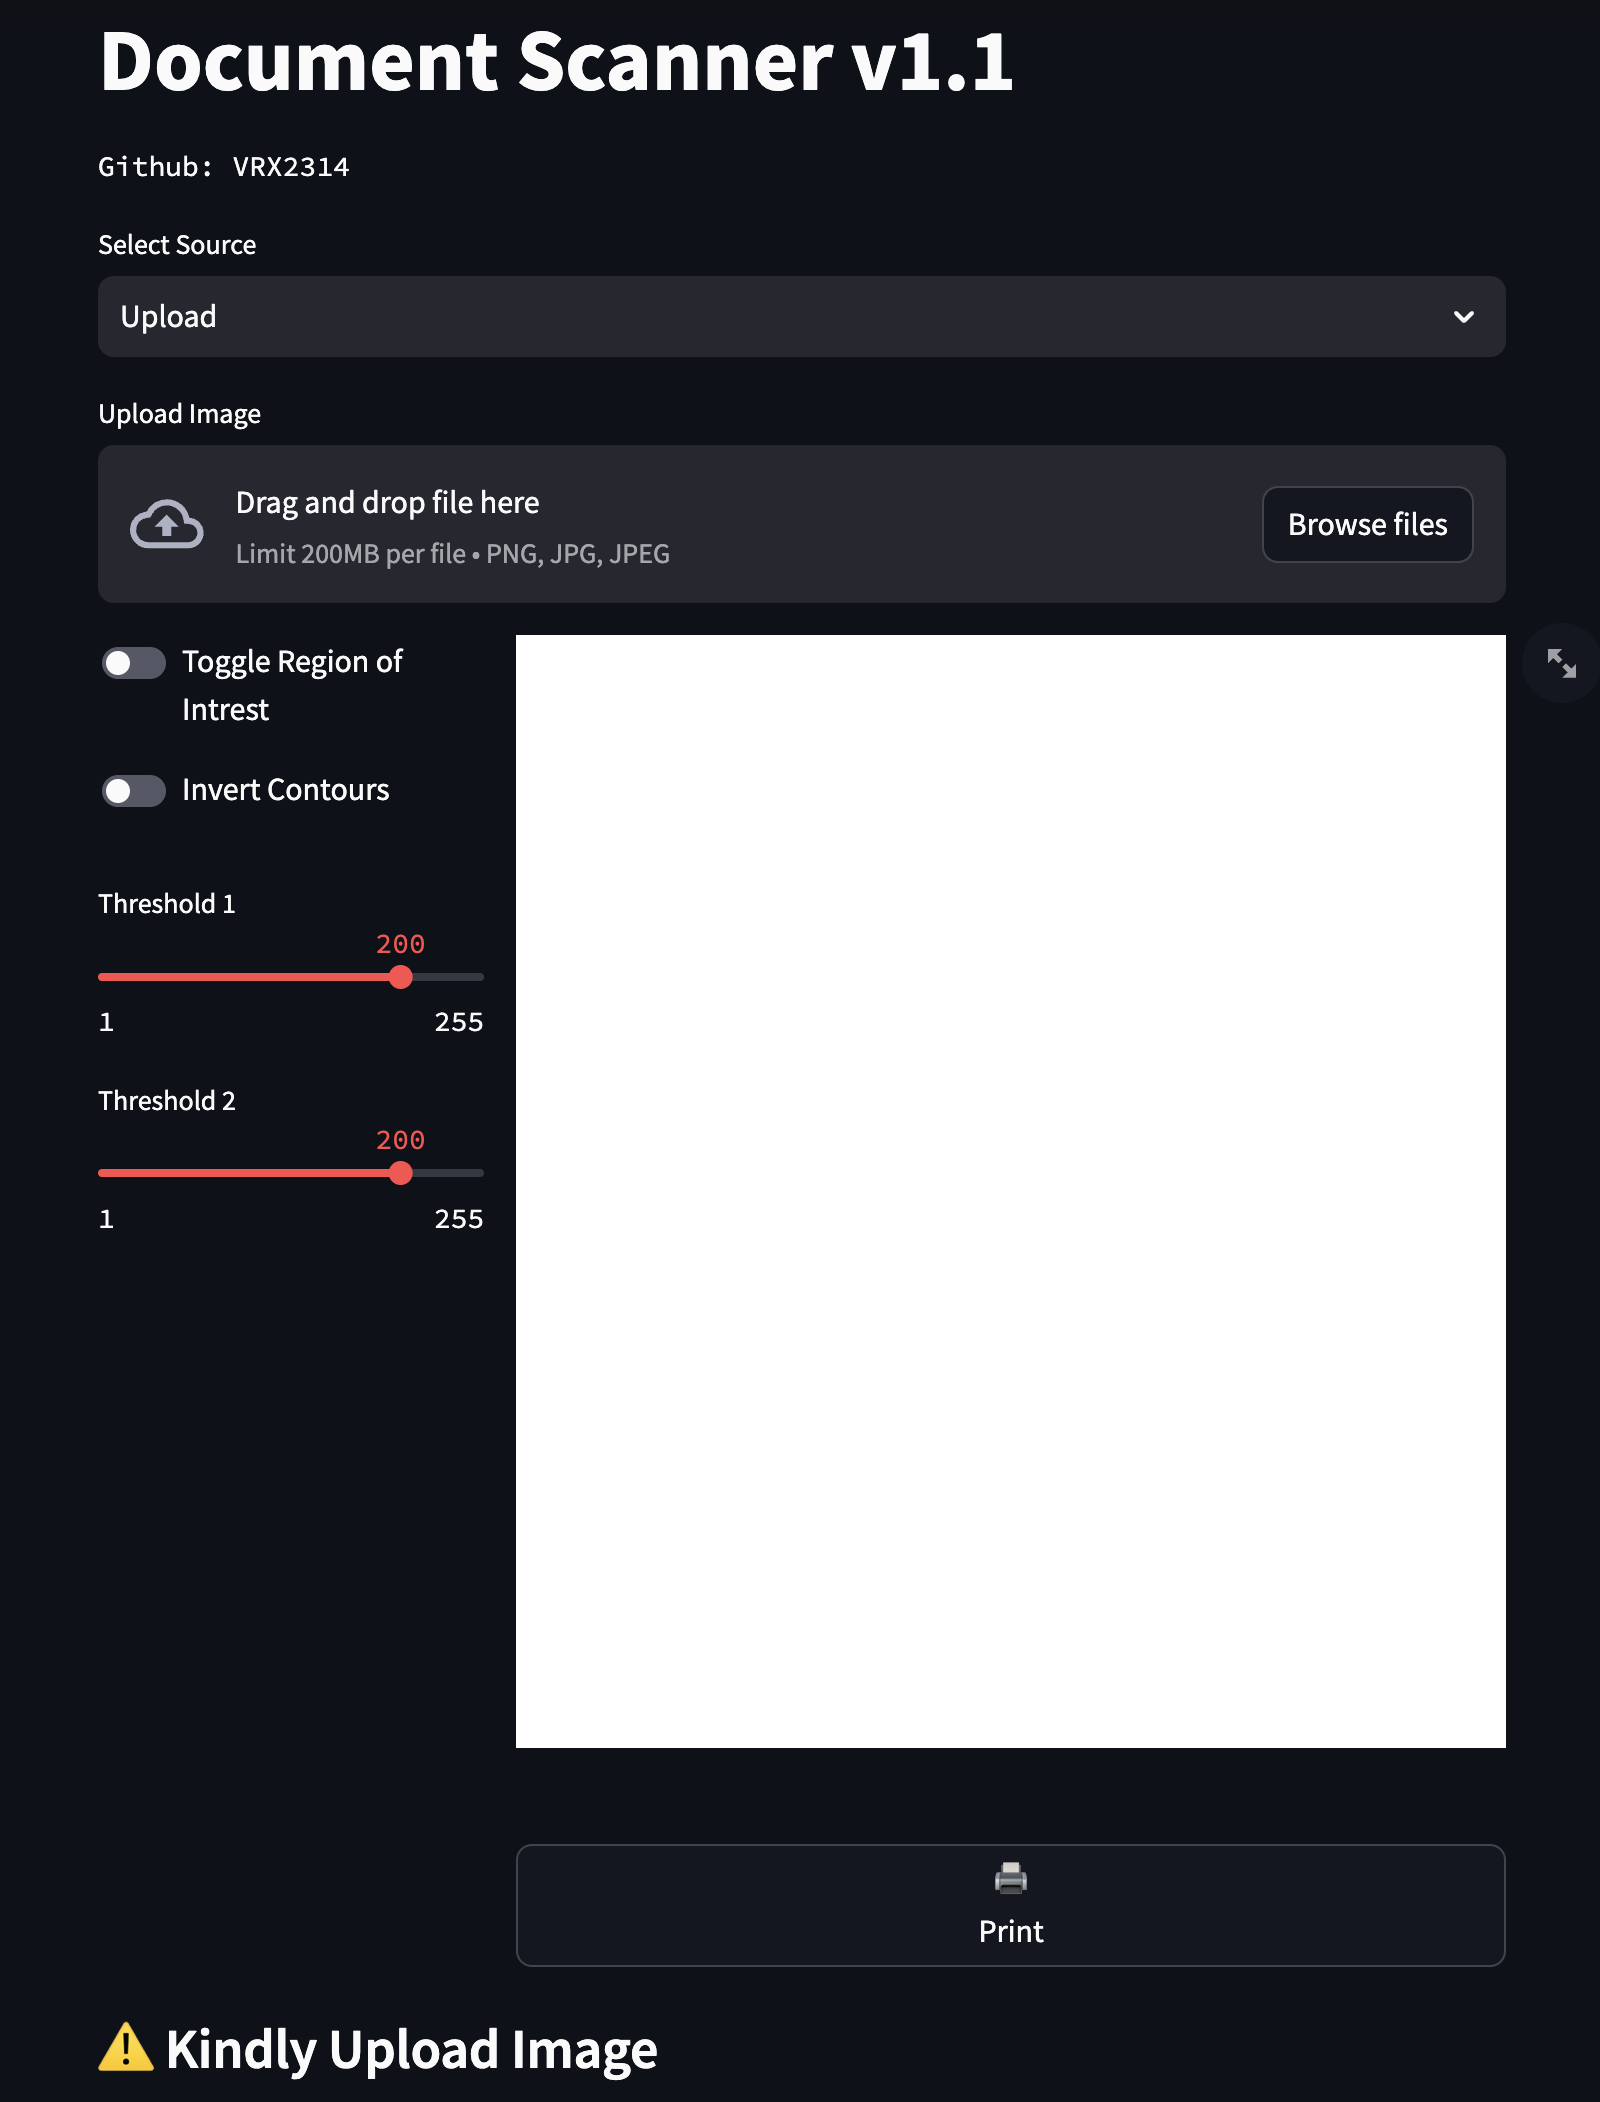 Document Scanner v1.1
Github: VRX2314
Select Source
Upload
Upload Image
Drag and drop file here
Limit 200MB per file • PNG, JPG, JPEG
Browse files
Toggle Region of
Intrest
Invert Contours
Threshold 1
200
1 255
Threshold 2
200
1 255
Print
Kindly Upload Image